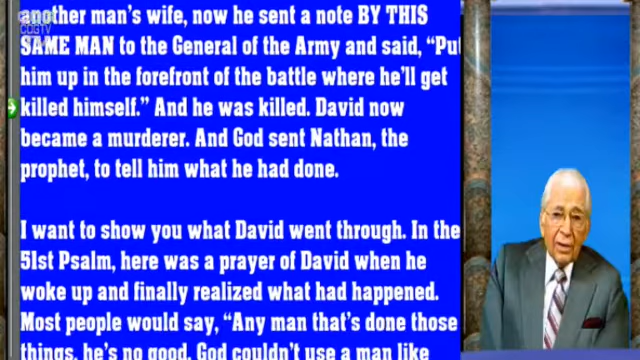 another man's wife, now he sent a note BY THIS
SAME MAN to the General of the Army and said, "Put
him up in the forefront of the battle where he'll get
killed himself." And he was killed. David now
became a murderer. And God sent Nathan, the
prophet, to tell him what he had done.
I want to show you what David went through. In the
51st Psalm, here was a prayer of David when he
woke up and finally realized what had happened.
Most people would say, "Any man that's done those
things, he's no good. God couldn't use a man like